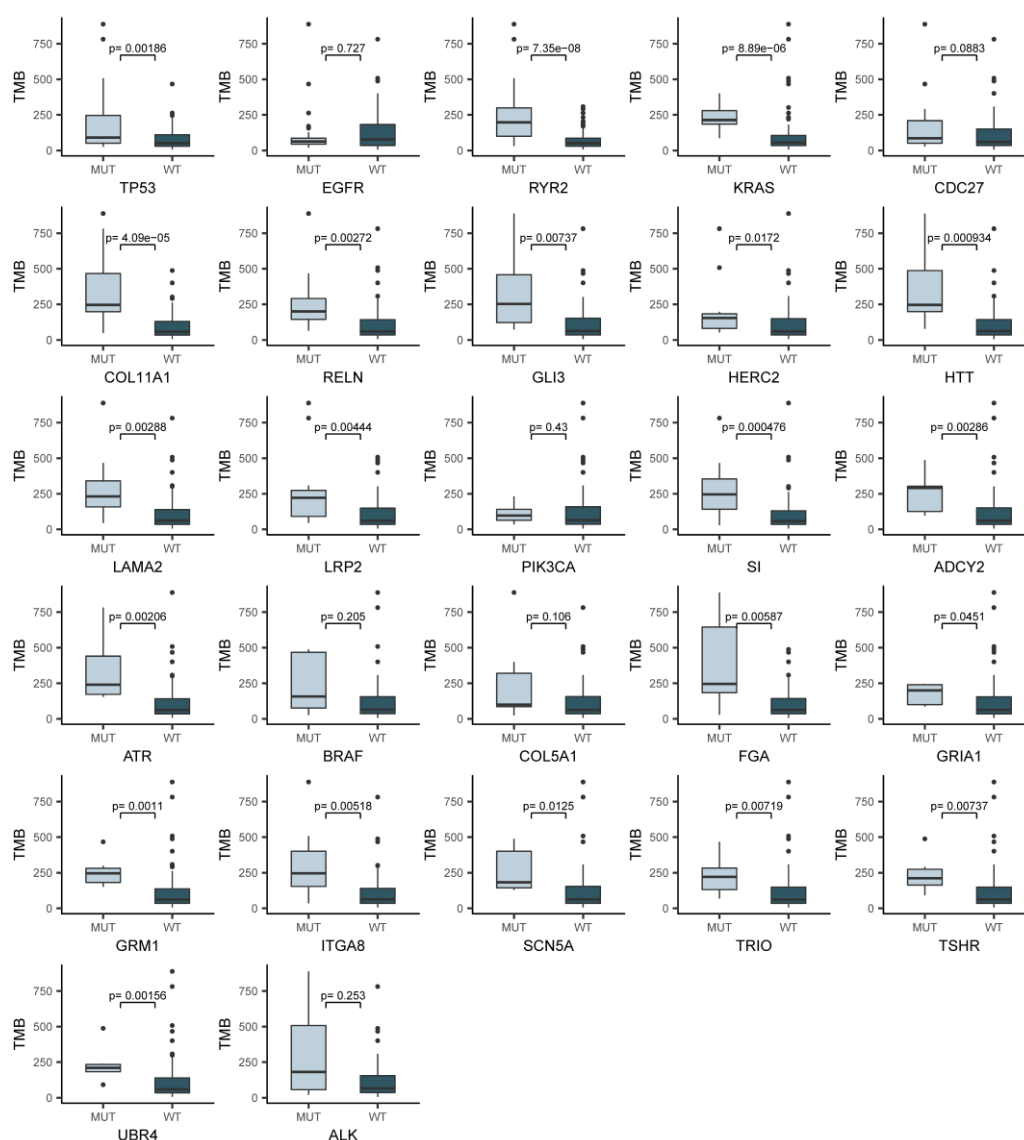 p= 0.00186 p= 0.727 p= 7.35e−08 p= 8.89e−06 p= 0.0883
TMB TMB TMB TMB TMB
750 750 750 750 750
500 500 500 500 500
250 250 250 250 250
0 0 0 0 0
MUT WT MUT WT MUT WT MUT WT MUT WT
TP53 EGFR RYR2 KRAS CDC27
p= 4.09e−05 p= 0.00272 p= 0.00737 p= 0.0172 p= 0.000934
TMB TMB TMB TMB TMB
750 750 750 750 750
500 500 500 500 500
250 250 250 250 250
0 0 0 0 0
MUT WT MUT WT MUT WT MUT WT MUT WT
COL11A1 RELN GLI3 HERC2 HTT
p= 0.00288 p= 0.00444 p= 0.43 p= 0.000476 p= 0.00286
TMB TMB TMB TMB TMB
750 750 750 750 750
500 500 500 500 500
250 250 250 250 250
0 0 0 0 0
MUT WT MUT WT MUT WT MUT WT MUT WT
LAMA2 LRP2 PIK3CA SI ADCY2
p= 0.00206 p= 0.205 p= 0.106 p= 0.00587 p= 0.0451
TMB TMB TMB TMB TMB
750 750 750 750 750
500 500 500 500 500
250 250 250 250 250
0 0 0 0 0
MUT WT MUT WT MUT WT MUT WT MUT WT
ATR BRAF COL5A1 FGA GRIA1
p= 0.0011 p= 0.00518 p= 0.0125 p= 0.00719 p= 0.00737
TMB TMB TMB TMB TMB
750 750 750 750 750
500 500 500 500 500
250 250 250 250 250
0 0 0 0 0
MUT WT MUT WT MUT WT MUT WT MUT WT
GRM1 ITGA8 SCN5A TRIO TSHR
p= 0.00156 p= 0.253
TMB TMB
750 750
500 500
250 250
0 0
MUT WT MUT WT
UBR4 ALK